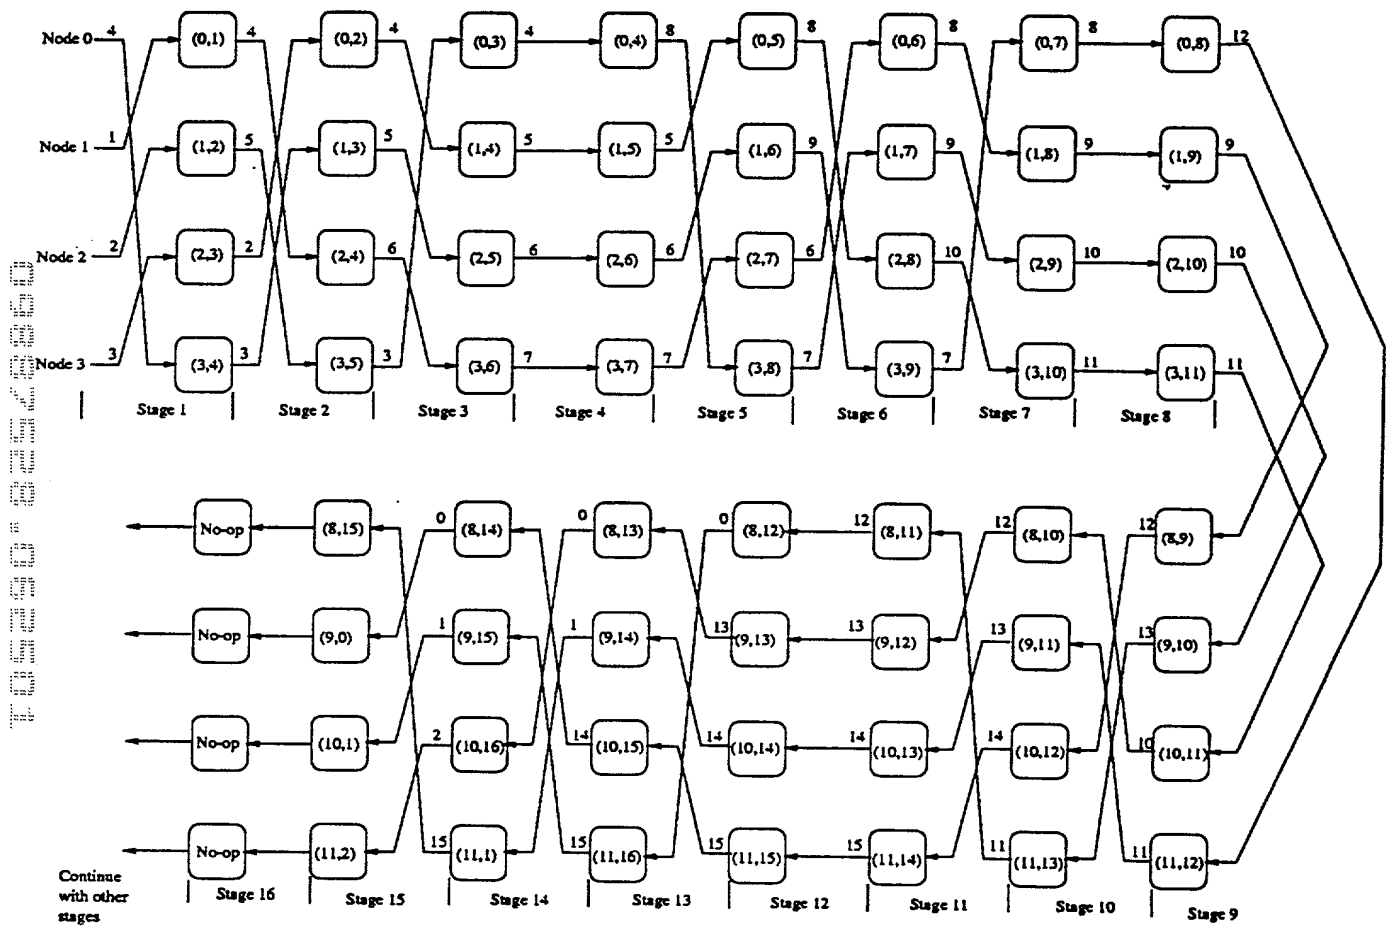 Node 0 4 (0,1) 4 (0,2) 4 (0,3) 4 (0,4) 8 (0,5) 8 (0,6) 8 (0,7) 8 (0,8) 12
Node 1 1 (1,2) 5 (1,3) 5 (1,4) 5 (1,5) 5 (1,6) 9 (1,7) 9 (1,8) 9 (1,9) 9
Node 2 2 (2,3) 2 (2,4) 6 (2,5) 6 (2,6) 6 (2,7) 6 (2,8) 10 (2,9) 10 (2,10) 10
Node 3 3 (3,4) 3 (3,5) 3 (3,6) 7 (3,7) 7 (3,8) 7 (3,9) 7 (3,10) 11 (3,11) 11
Stage 1 Stage 2 Stage 3 Stage 4 Stage 5 Stage 6 Stage 7 Stage 8
No-op (8,15) 0 (8,14) 0 (8,13) 0 (8,12) 12 (8,11) 12 (8,10) 12 (8,9)
No-op (9,0) 1 (9,15) 1 (9,14) 13 (9,13) 13 (9,12) 13 (9,11) 13 (9,10)
No-op (10,1) 2 (10,16) 14 (10,15) 14 (10,14) 14 (10,13) 14 (10,12) 10 (10,11)
No-op (11,2) 15 (11,1) 15 (11,16) 15 (11,15) 15 (11,14) 11 (11,13) 11 (11,12)
Stage 16 Stage 15 Stage 14 Stage 13 Stage 12 Stage 11 Stage 10 Stage 9
Continue
with other
stages